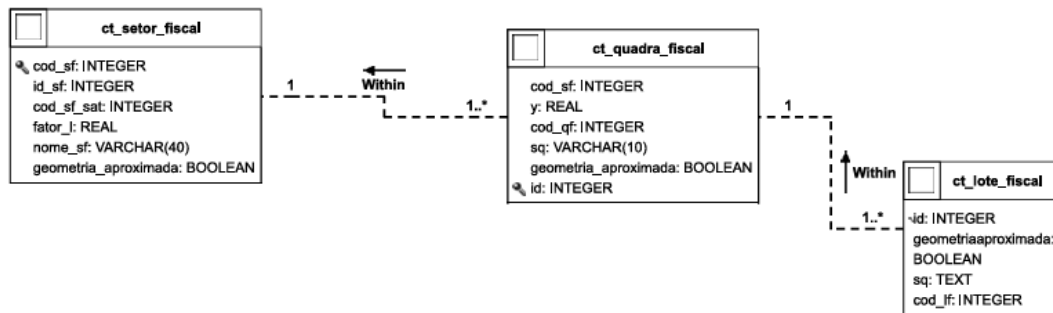 ct_setor_fiscal
cod_sf: INTEGER
id_sf: INTEGER
cod_sf_sat: INTEGER
fator_l: REAL
nome_sf: VARCHAR(40)
geometria_aproximada: BOOLEAN
1
Within
1..*
ct_quadra_fiscal
cod_sf: INTEGER
y: REAL
cod_qf: INTEGER
sq: VARCHAR(10)
geometria_aproximada: BOOLEAN
id: INTEGER
1
Within
1..*
ct_lote_fiscal
id: INTEGER
geometriaaproximada:
BOOLEAN
sq: TEXT
cod_lf: INTEGER